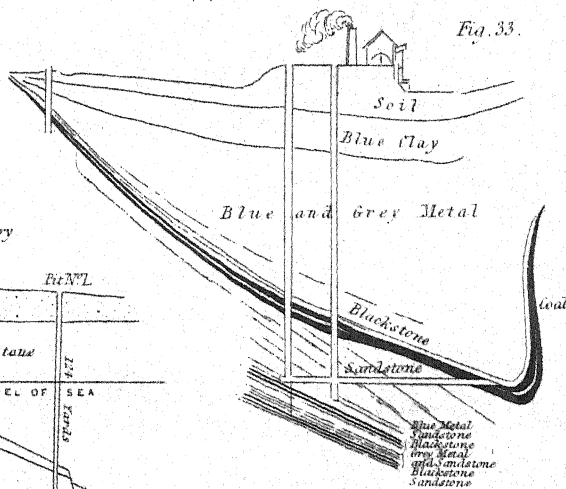 Fig. 33.
Soil
Blue Clay
Blue and Grey Metal
Pit No. 1.
Blackstone
Coal
Sandstone
EL OF SEA
Yards
Blue Metal
Sandstone
Blackstone
Grey Metal
and Sandstone
Blackstone
Sandstone